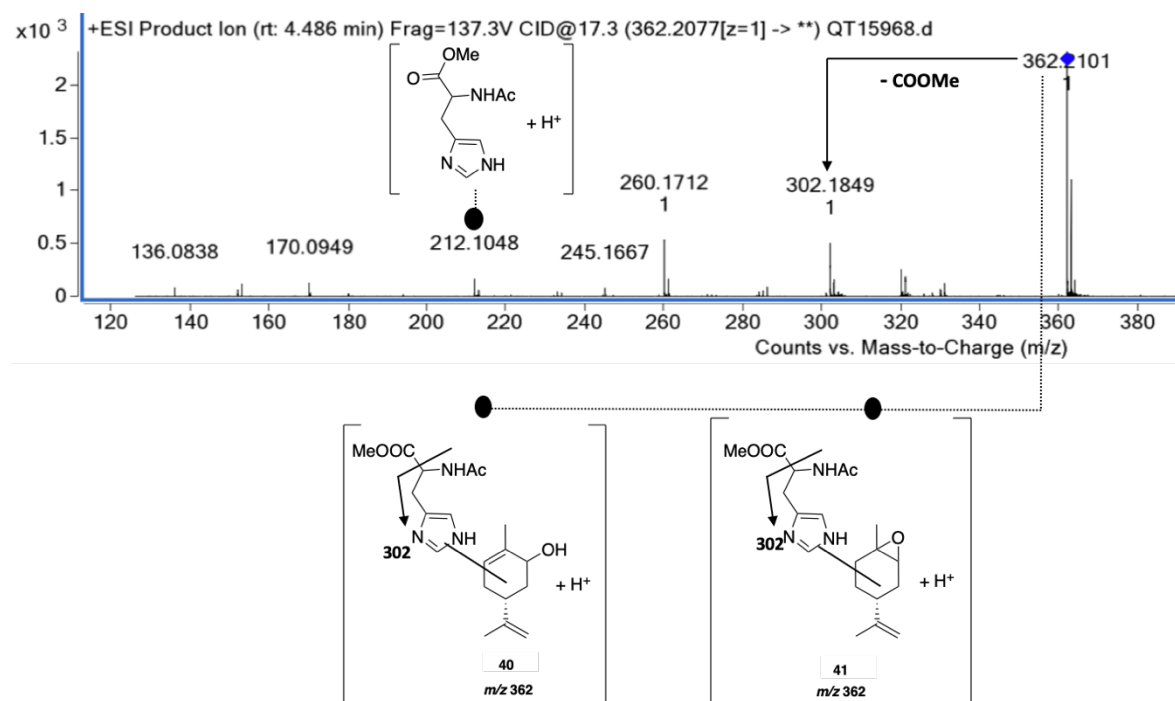 x10 3
+ESI Product Ion (rt: 4.486 min) Frag=137.3V CID@17.3 (362.2077[z=1] -> **) QT15968.d
2
1.5
1
0.5
0
OMe
O
NHAc
+ H+
N
NH
- COOMe
362.2101
1
260.1712
1
302.1849
1
136.0838
170.0949
212.1048
245.1667
120 140 160 180 200 220 240 260 280 300 320 340 360 380
Counts vs. Mass-to-Charge (m/z)
MeOOC
NHAc
302
N
NH
OH
+ H+
40
m/z 362
MeOOC
NHAc
302
N
NH
O
+ H+
41
m/z 362